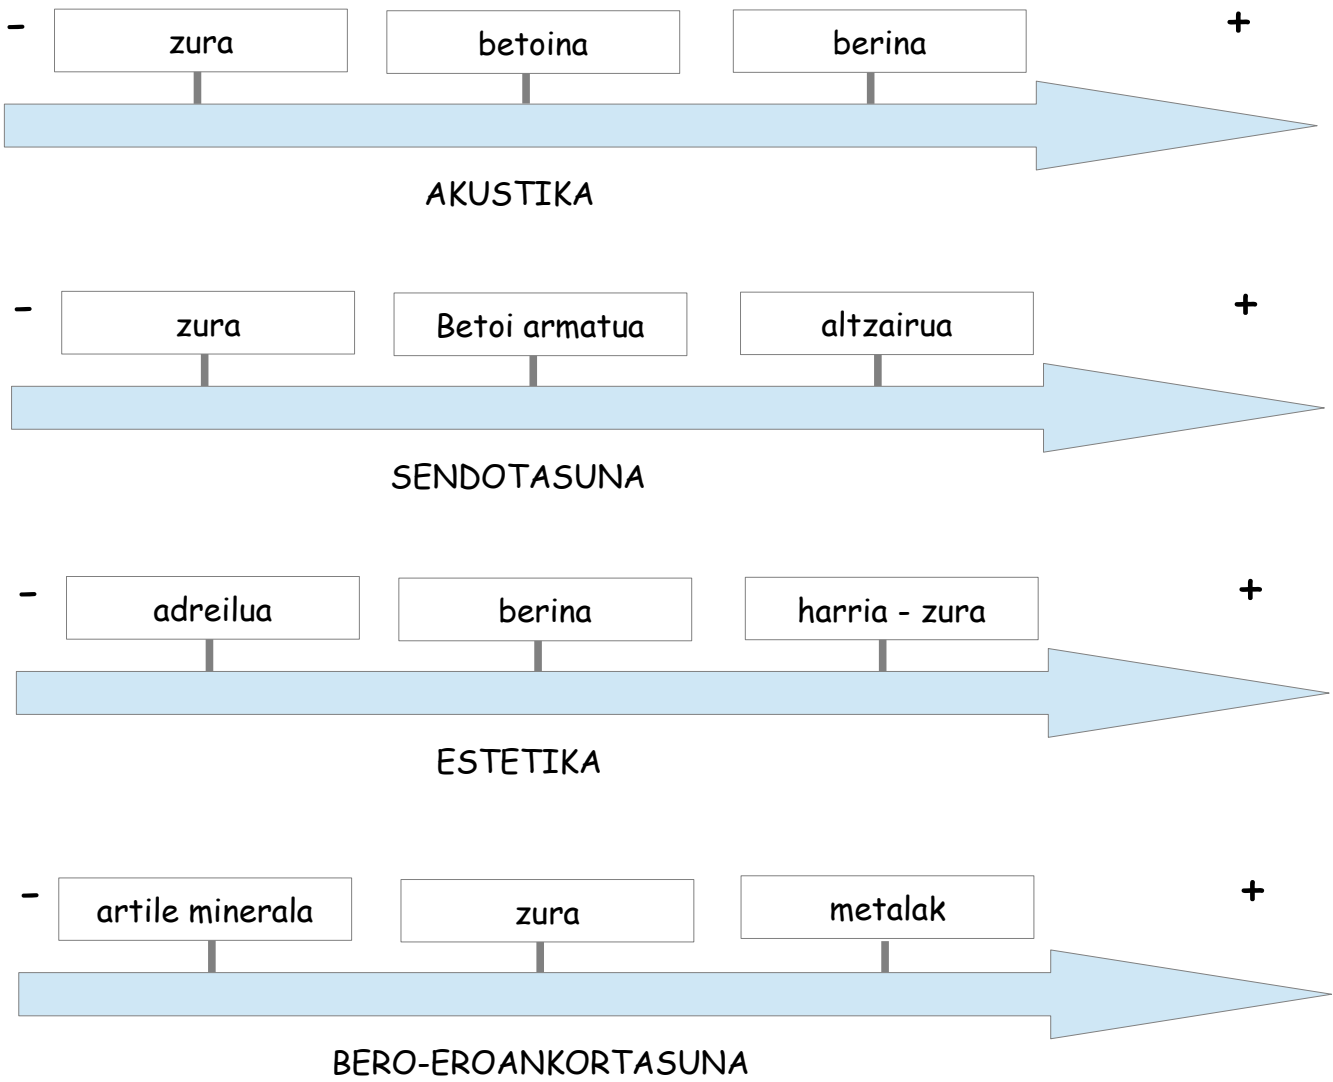 - zura betoina berina +
AKUSTIKA
- zura Betoi armatua altzairua +
SENDOTASUNA
- adreilua berina harria - zura +
ESTETIKA
- artile minerala zura metalak +
BERO-EROANKORTASUNA